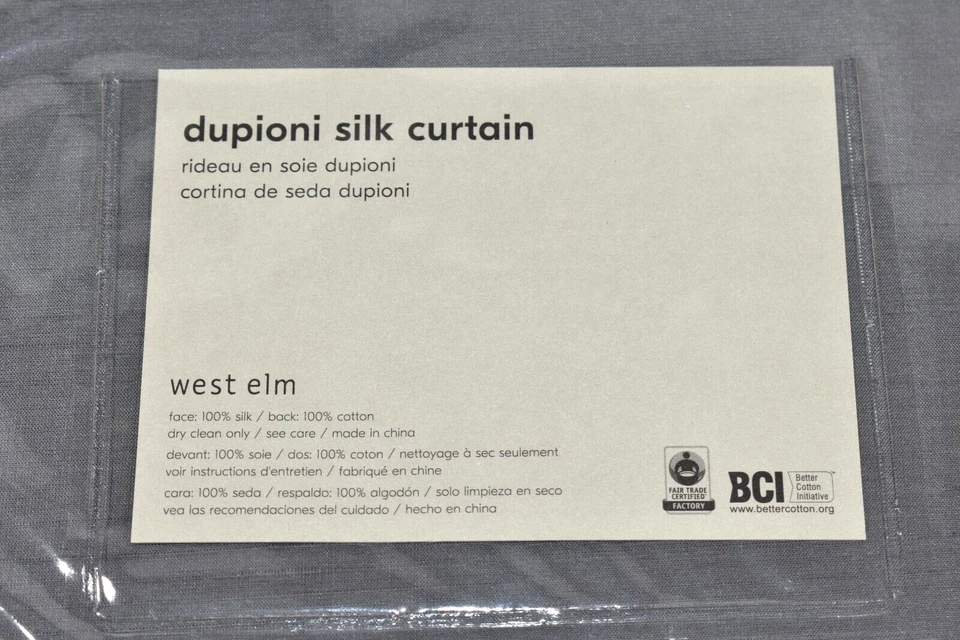 dupioni silk curtain
rideau en soie dupioni
cortina de seda dupioni
west elm
face: 100% silk / back: 100% cotton
dry clean only / see care / made in china
devant: 100% soie / dos: 100% coton / nettoyage à sec seulement
voir instructions d'entretien / fabriqué en chine
cara: 100% seda / respaldo: 100% algodón / solo limpieza en seco
vea las recomendaciones del cuidado / hecho en china
FAIR TRADE
CERTIFIED
FACTORY
BCI
Better
Cotton
Initiative
www.bettercotton.org